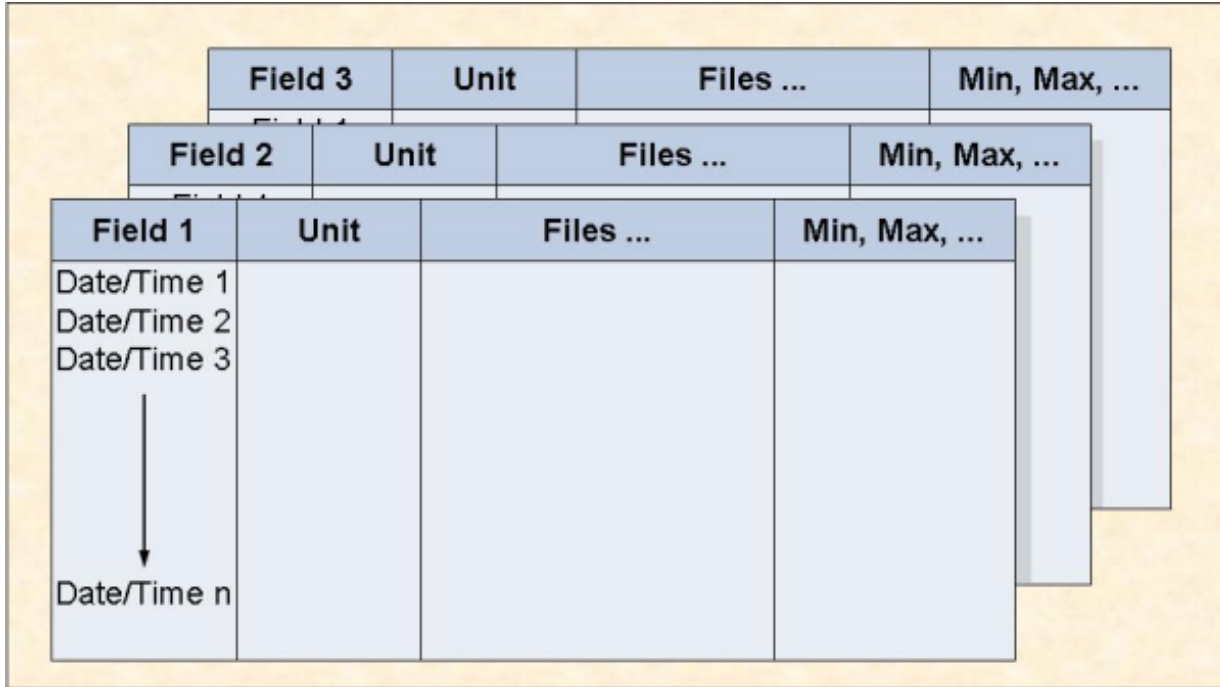 Field 3 Unit Files ... Min, Max, ...
Field 2 Unit Files ... Min, Max, ...
Field 1 Unit Files ... Min, Max, ...
Date/Time 1
Date/Time 2
Date/Time 3
Date/Time n